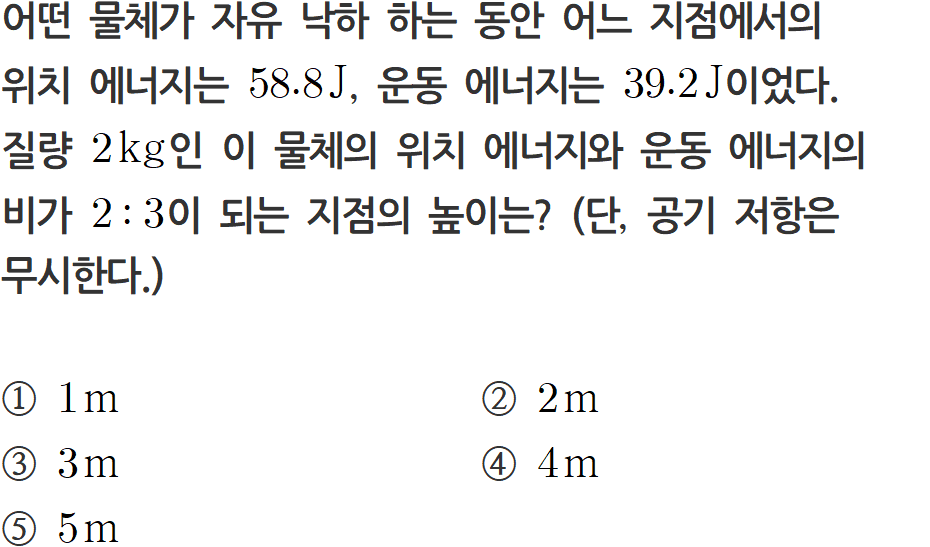 어떤 물체가 자유 낙하 하는 동안 어느 지점에서의
위치 에너지는 58.8J, 운동 에너지는 39.2J이었다.
질량 2kg인 이 물체의 위치 에너지와 운동 에너지의
비가 2 : 3이 되는 지점의 높이는? (단, 공기 저항은
무시한다.)
① 1m ② 2m
③ 3m ④ 4m
⑤ 5m